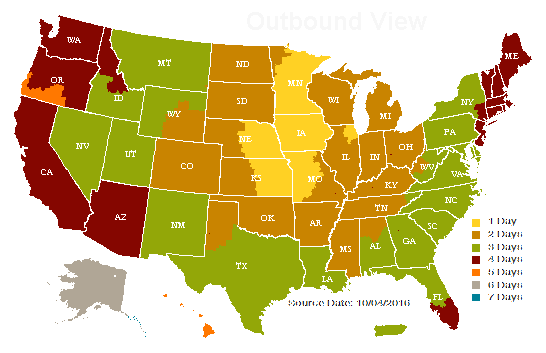 Outbound View
WA
ME
MT
ND
OR
MN
ID
WI
NY
SD
MI
WY
PA
IA
NE
OH
NV
IL
IN
UT
WV
CO
VA
CA
KS
MO
KY
NC
TN
OK
AZ
AR
SC
NM
MS
AL
GA
TX
LA
FL
1 Day
2 Days
3 Days
4 Days
5 Days
6 Days
7 Days
Source Date: 10/04/2016